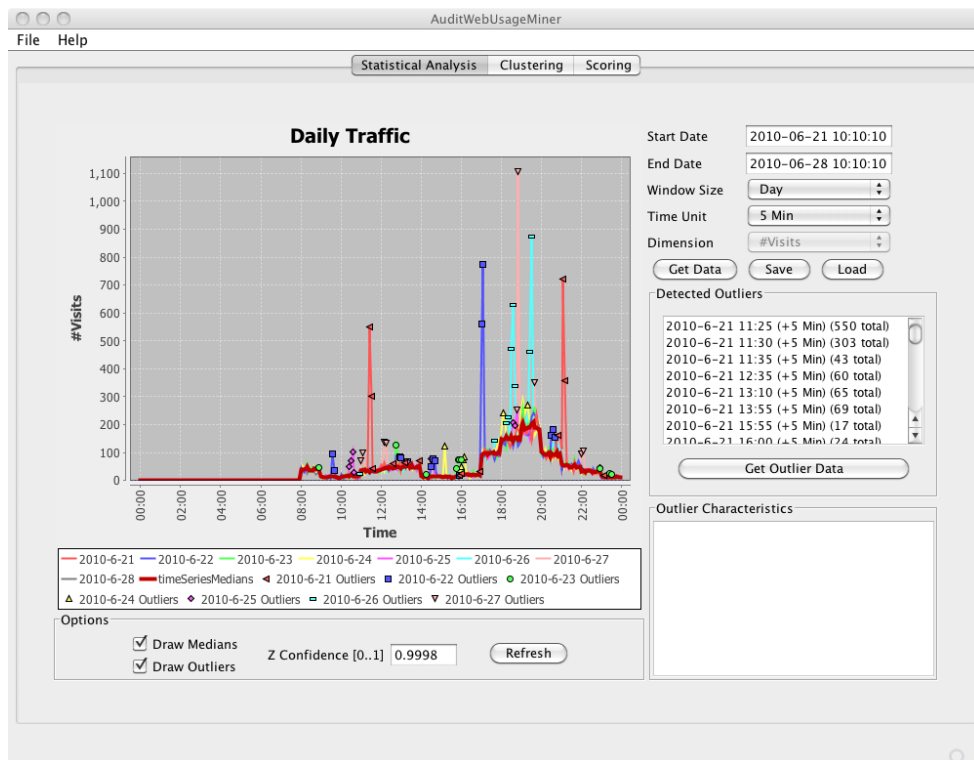 AuditWebUsageMiner
File Help
Statistical Analysis Clustering Scoring
Daily Traffic
#Visits
1,100
1,000
900
800
700
600
500
400
300
200
100
0
00:00 02:00 04:00 06:00 08:00 10:00 12:00 14:00 16:00 18:00 20:00 22:00 00:00
Time
2010-6-21 2010-6-22 2010-6-23 2010-6-24 2010-6-25 2010-6-26 2010-6-27
2010-6-28 timeSeriesMedians 2010-6-21 Outliers 2010-6-22 Outliers 2010-6-23 Outliers
2010-6-24 Outliers 2010-6-25 Outliers 2010-6-26 Outliers 2010-6-27 Outliers
Options
Draw Medians
Draw Outliers
Z Confidence [0..1] 0.9998 Refresh
Start Date 2010-06-21 10:10:10
End Date 2010-06-28 10:10:10
Window Size Day
Time Unit 5 Min
Dimension #Visits
Get Data Save Load
Detected Outliers
2010-6-21 11:25 (+5 Min) (550 total)
2010-6-21 11:30 (+5 Min) (303 total)
2010-6-21 11:35 (+5 Min) (43 total)
2010-6-21 12:35 (+5 Min) (60 total)
2010-6-21 13:10 (+5 Min) (65 total)
2010-6-21 13:55 (+5 Min) (69 total)
2010-6-21 15:55 (+5 Min) (17 total)
2010-6-21 16:00 (+5 Min) (24 total)
Get Outlier Data
Outlier Characteristics